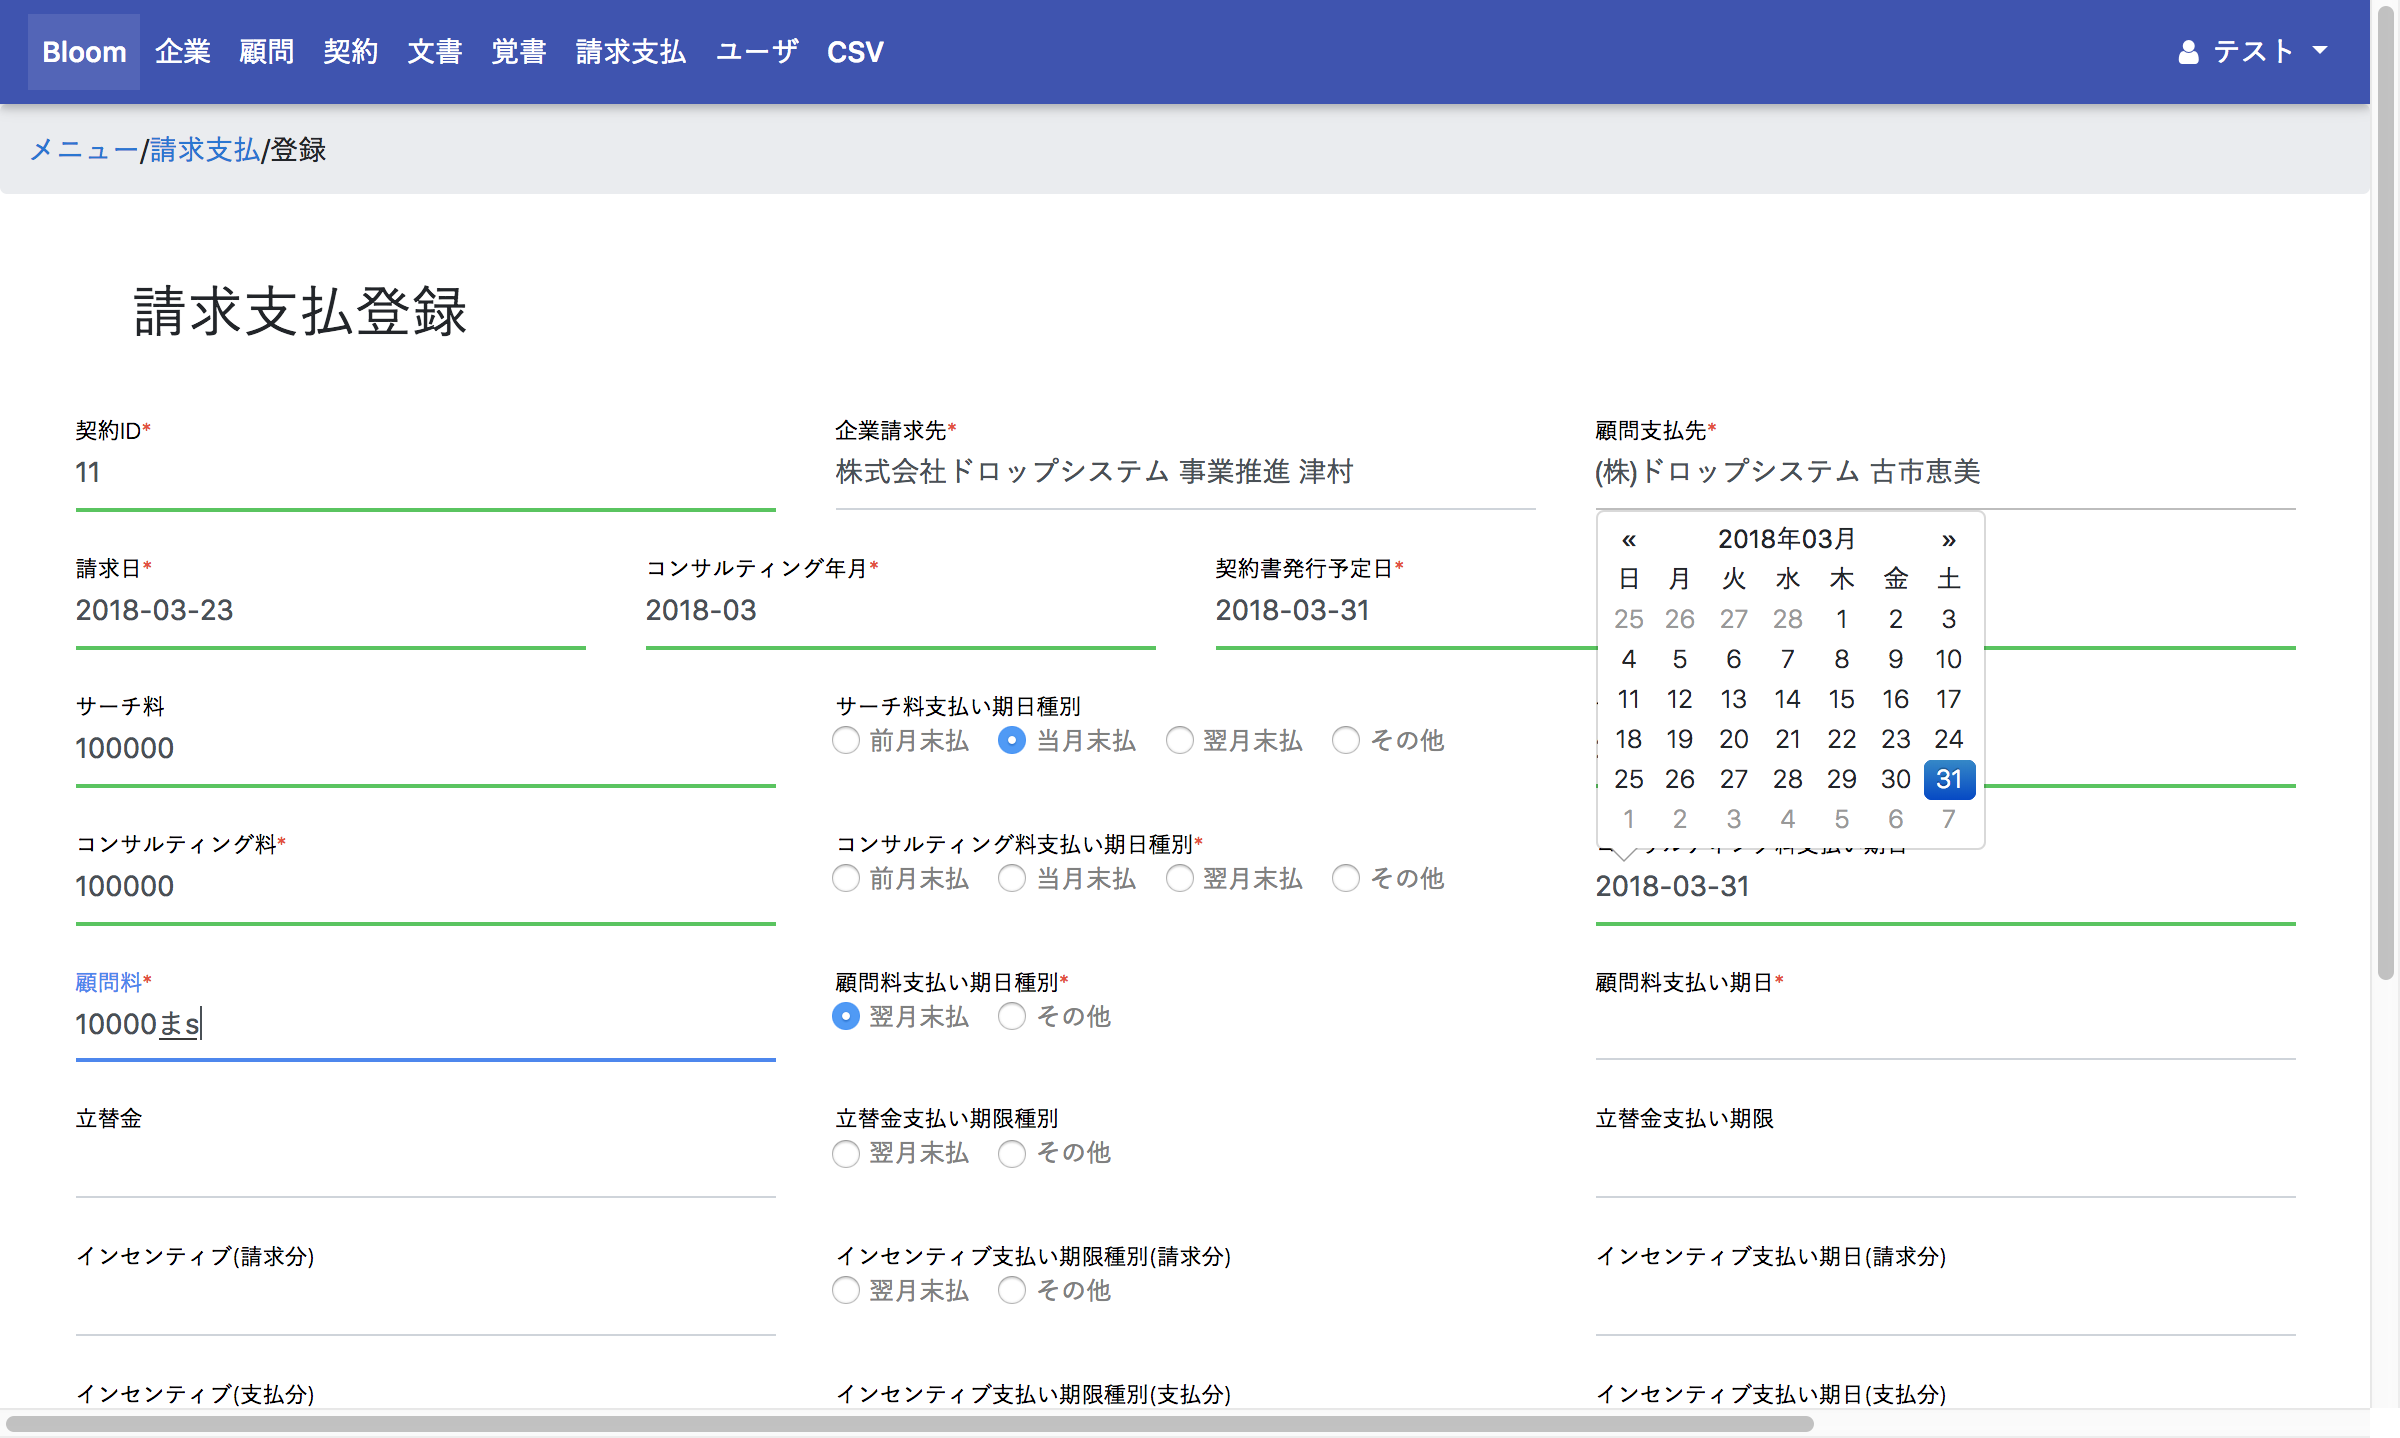 Bloom 企業 顧問 契約 文書 覚書 請求支払 ユーザ CSV テスト
メニュー/請求支払/登録
請求支払登録
契約ID* 企業請求先* 顧問支払先*
11 株式会社ドロップシステム 事業推進 津村 (株)ドロップシステム 古市恵美
« 2018年03月 »
日 月 火 水 木 金 土
25 26 27 28 1 2 3
4 5 6 7 8 9 10
11 12 13 14 15 16 17
18 19 20 21 22 23 24
25 26 27 28 29 30 31
1 2 3 4 5 6 7
請求日* コンサルティング年月* 契約書発行予定日*
2018-03-23 2018-03 2018-03-31
サーチ料 サーチ料支払い期日種別
100000 前月末払 当月末払 翌月末払 その他
コンサルティング料* コンサルティング料支払い期日種別* コンサルティング料支払い期日
100000 前月末払 当月末払 翌月末払 その他 2018-03-31
顧問料* 顧問料支払い期日種別* 顧問料支払い期日*
10000まs 翌月末払 その他
立替金 立替金支払い期限種別 立替金支払い期限
翌月末払 その他
インセンティブ(請求分) インセンティブ支払い期限種別(請求分) インセンティブ支払い期日(請求分)
翌月末払 その他
インセンティブ(支払分) インセンティブ支払い期限種別(支払分) インセンティブ支払い期日(支払分)